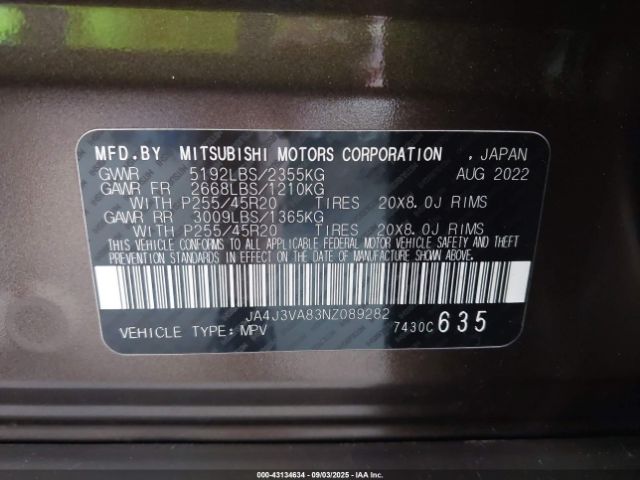 MFD.BY MITSUBISHI MOTORS CORPORATION , JAPAN
GVWR 5192LBS/2355KG AUG 2022
GAWR FR 2668LBS/1210KG
WITH P255/45R20 TIRES 20X8.0J RIMS
GAWR RR 3009LBS/1365KG
WITH P255/45R20 TIRES 20X8.0J RIMS
THIS VEHICLE CONFORMS TO ALL APPLICABLE FEDERAL MOTOR VEHICLE SAFETY AND THEFT
PREVENTION STANDARDS IN EFFECT ON THE DATE OF MANUFACTURE SHOWN ABOVE.
JA4J3VA83NZ089282
VEHICLE TYPE: MPV 7430C 635
000-43134634 - 09/03/2025 - © IAA Inc.